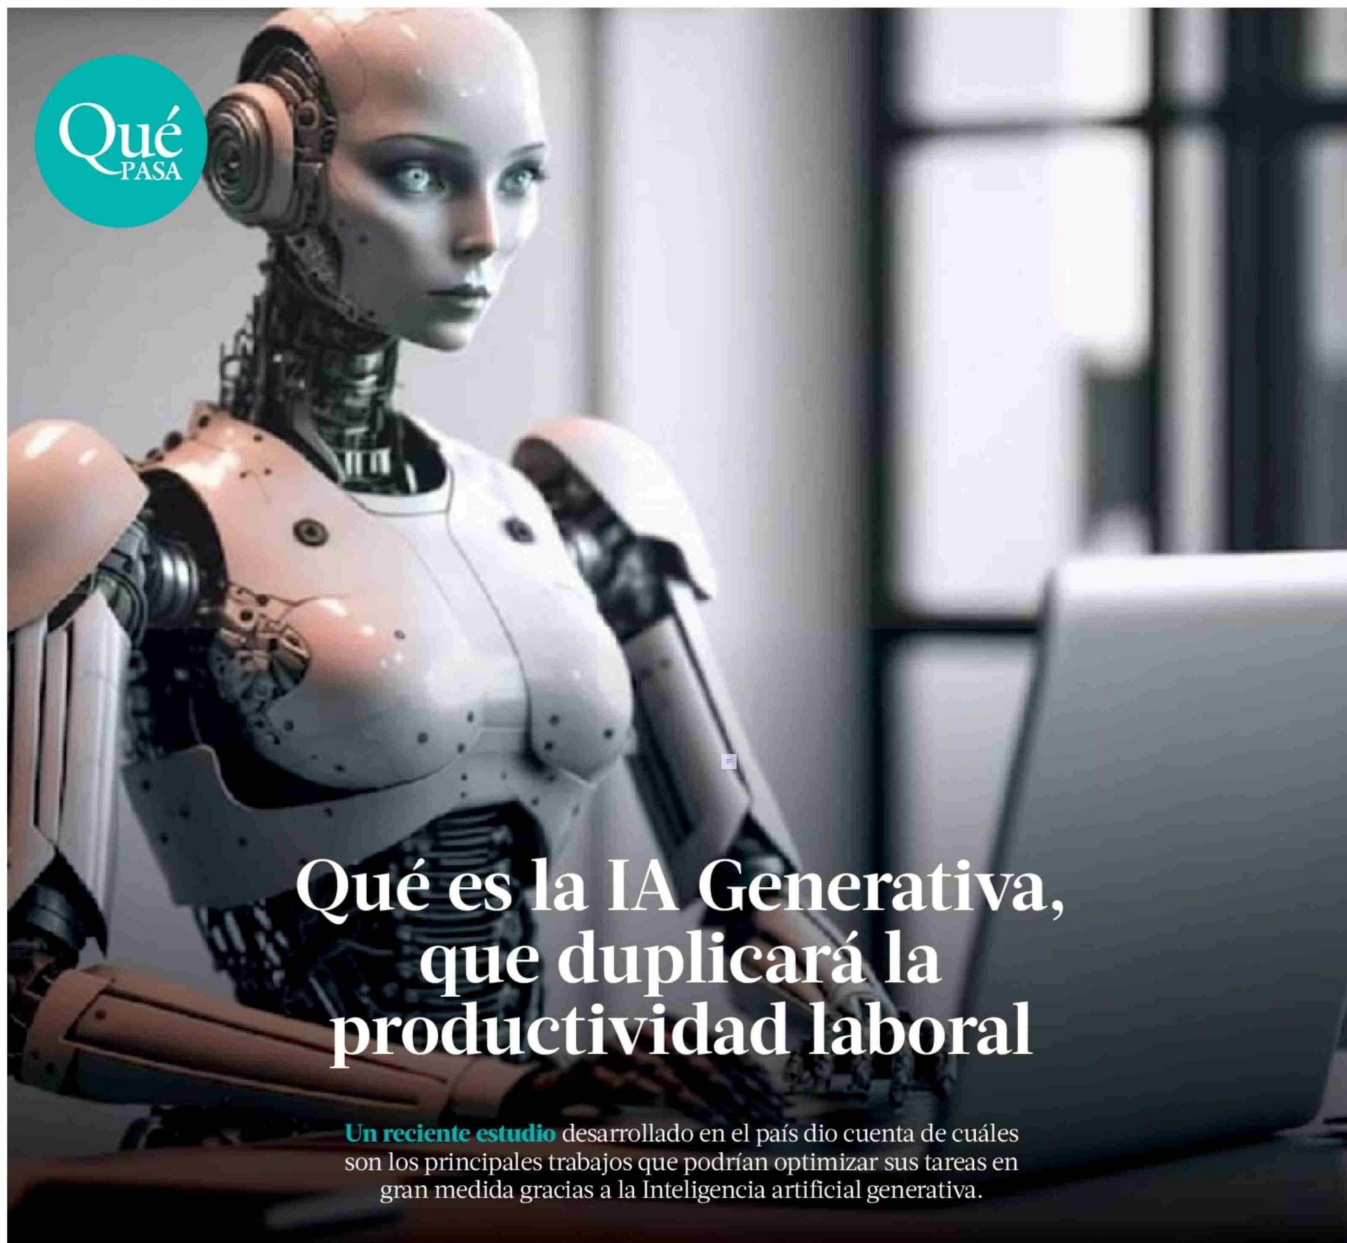 Qué
PASA
Qué es la IA Generativa,
que duplicará la
productividad laboral
Un reciente estudio desarrollado en el país dio cuenta de cuáles
son los principales trabajos que podrían optimizar sus tareas en
gran medida gracias a la Inteligencia artificial generativa.